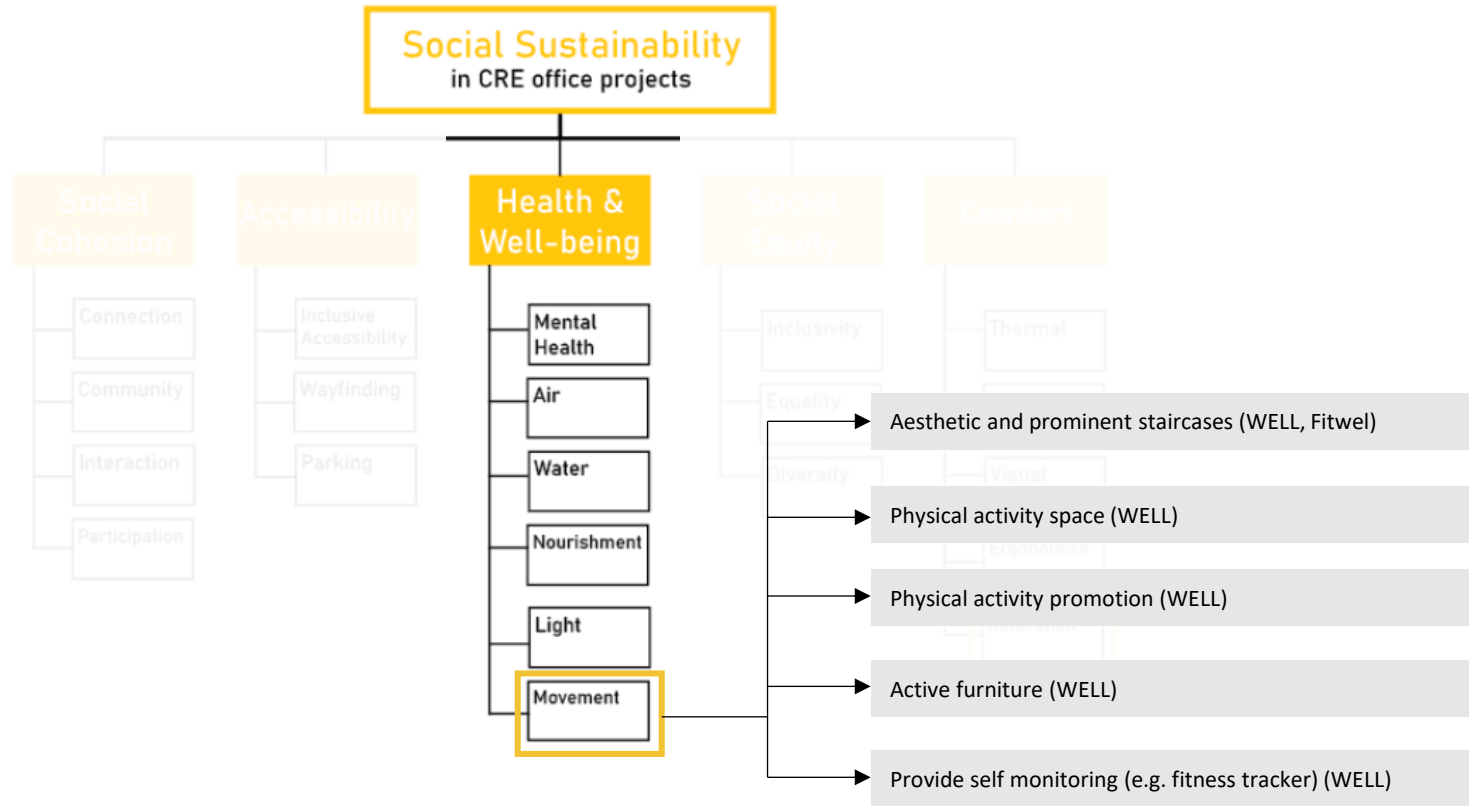 Social Sustainability
in CRE office projects
Social
Cohesion
Accessibility
Health &
Well-being
Social
Equity
Comfort
Connection
Community
Interaction
Participation
Inclusive
Accessibility
Wayfinding
Parking
Mental
Health
Air
Water
Nourishment
Light
Movement
Inclusivity
Equality
Diversity
Thermal
Visual
Ergonomics
Aesthetic and prominent staircases (WELL, Fitwel)
Physical activity space (WELL)
Physical activity promotion (WELL)
Active furniture (WELL)
Provide self monitoring (e.g. fitness tracker) (WELL)